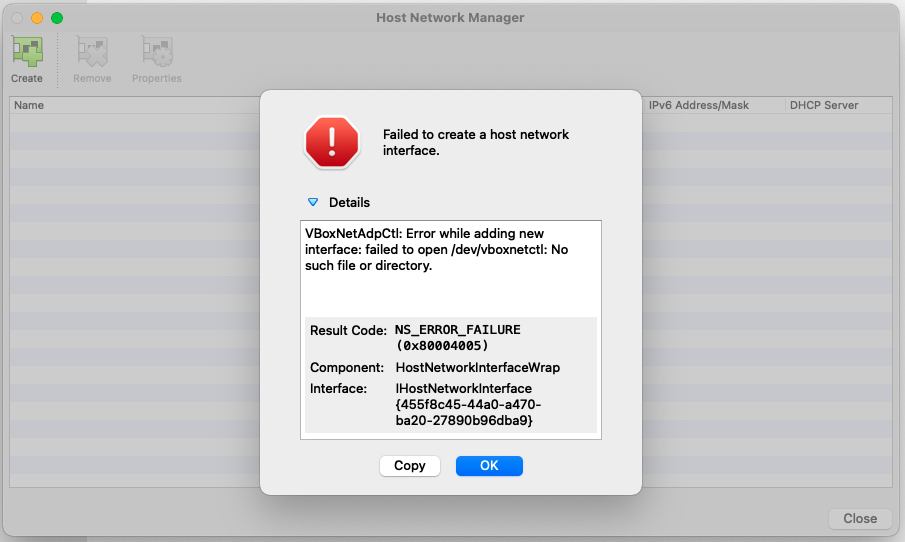 Host Network Manager
Create
Remove
Properties
Name
IPv6 Address/Mask
DHCP Server
Failed to create a host network
interface.
Details
VBoxNetAdpCtl: Error while adding new
interface: failed to open /dev/vboxnetctl: No
such file or directory.
Result Code: NS_ERROR_FAILURE
(0x80004005)
Component: HostNetworkInterfaceWrap
Interface: IHostNetworkInterface
{455f8c45-44a0-a470-
ba20-27890b96dba9}
Copy
OK
Close